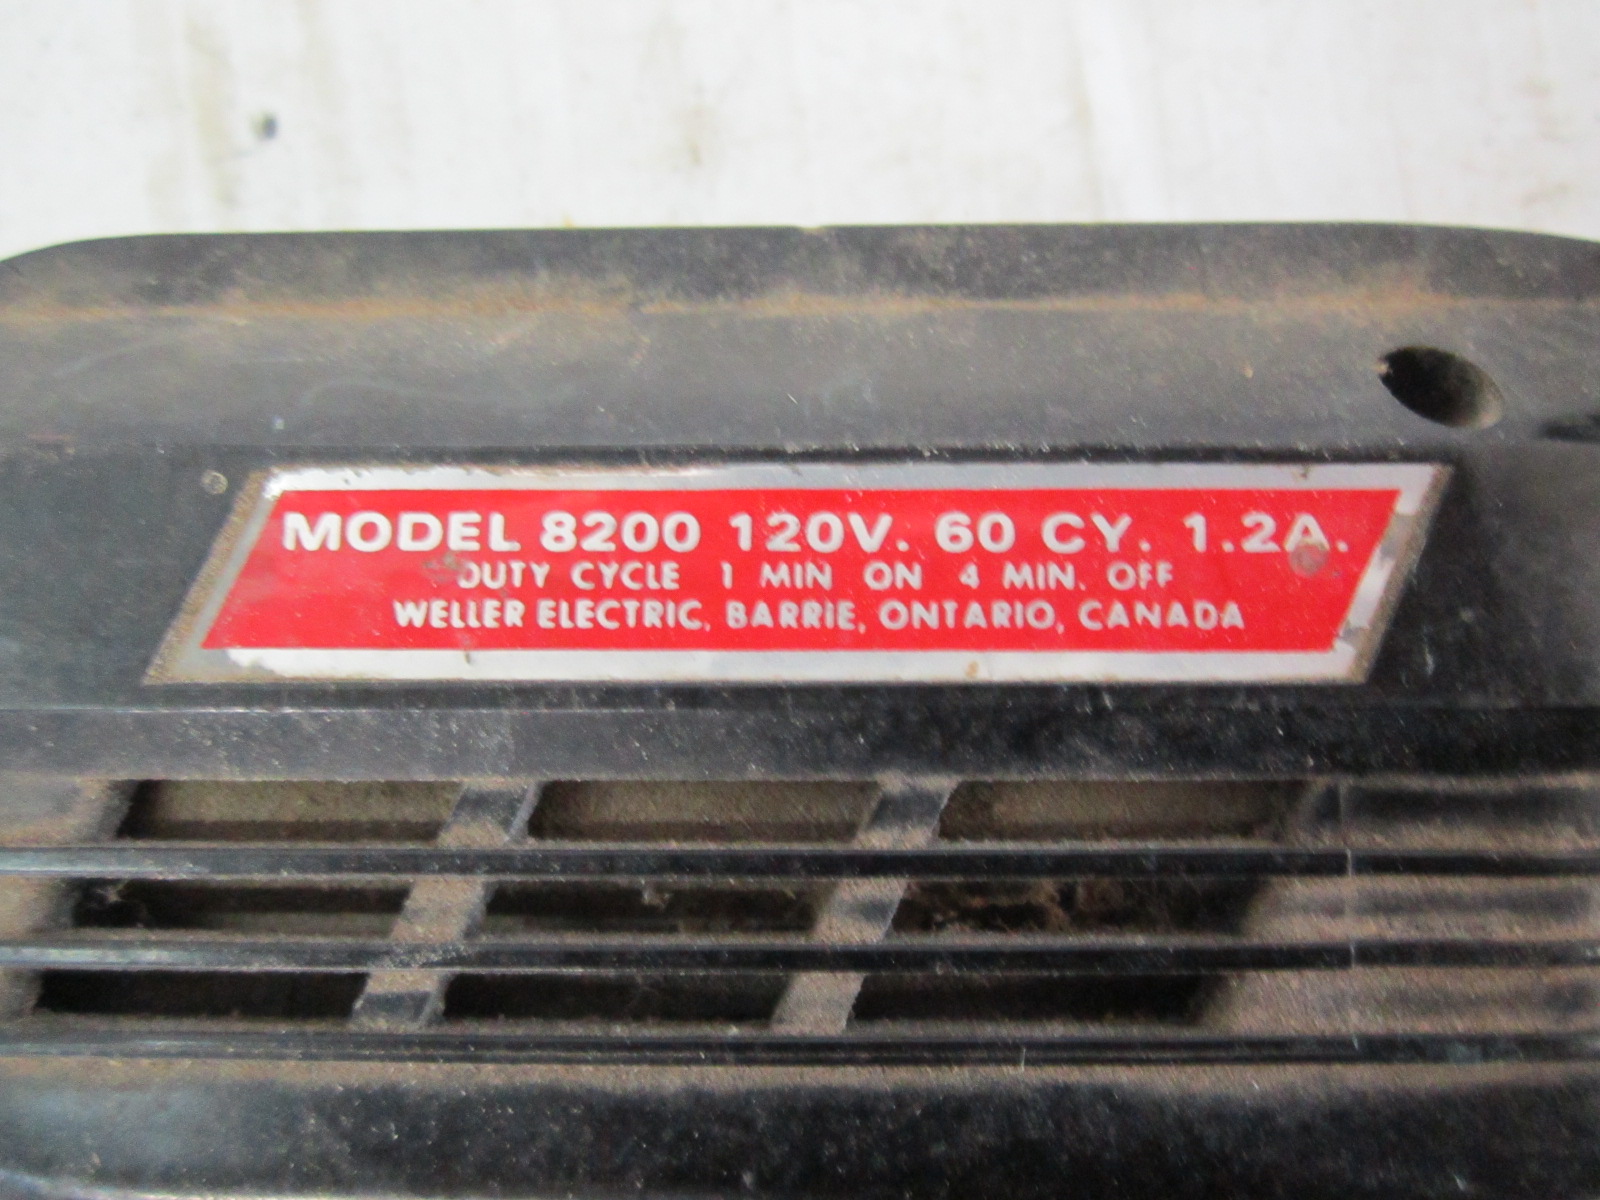 MODEL 8200 120V. 60 CY. 1.2A.
DUTY CYCLE 1 MIN ON 4 MIN. OFF
WELLER ELECTRIC, BARRIE, ONTARIO, CANADA